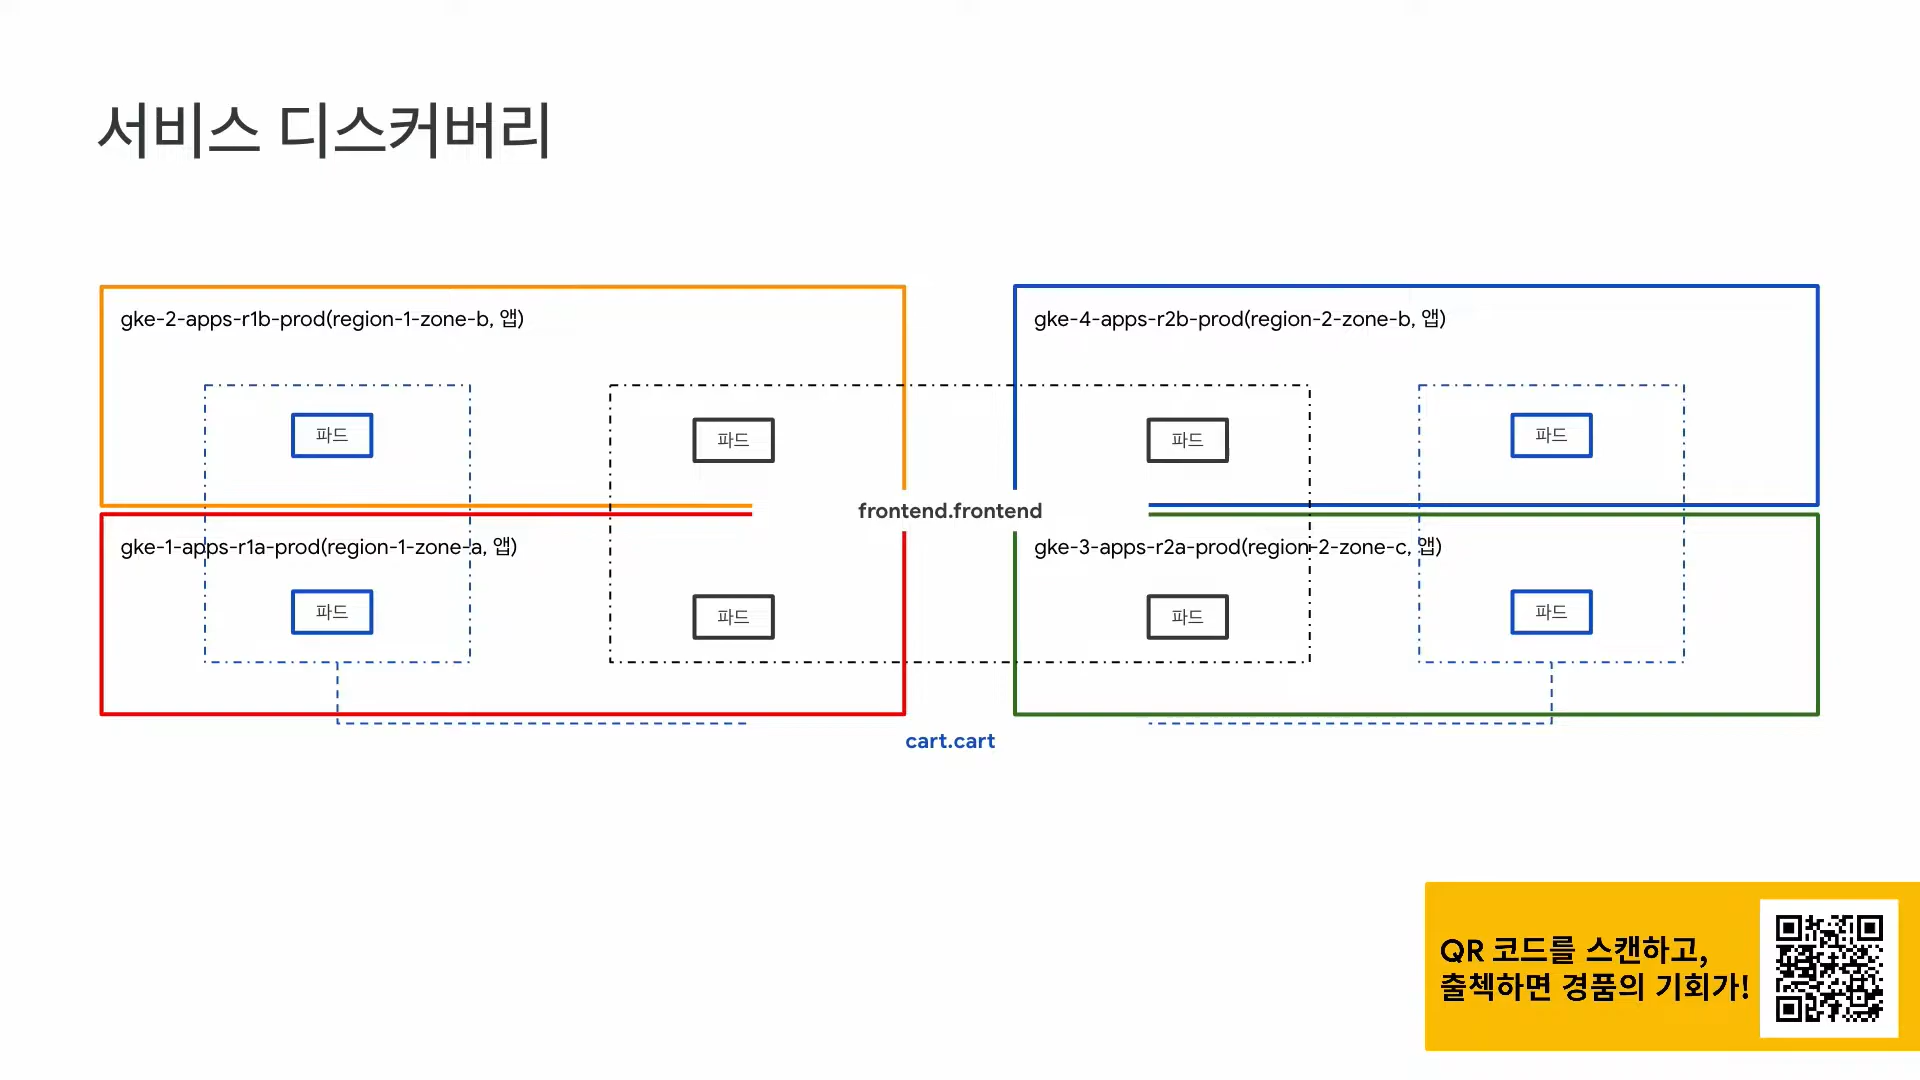 서비스 디스커버리
gke-2-apps-r1b-prod(region-1-zone-b, 앱)
gke-4-apps-r2b-prod(region-2-zone-b, 앱)
파드
파드
파드
파드
frontend.frontend
gke-1-apps-r1a-prod(region-1-zone-a, 앱)
gke-3-apps-r2a-prod(region-2-zone-c, 앱)
파드
파드
파드
파드
cart.cart
QR 코드를 스캔하고,
출첵하면 경품의 기회가!